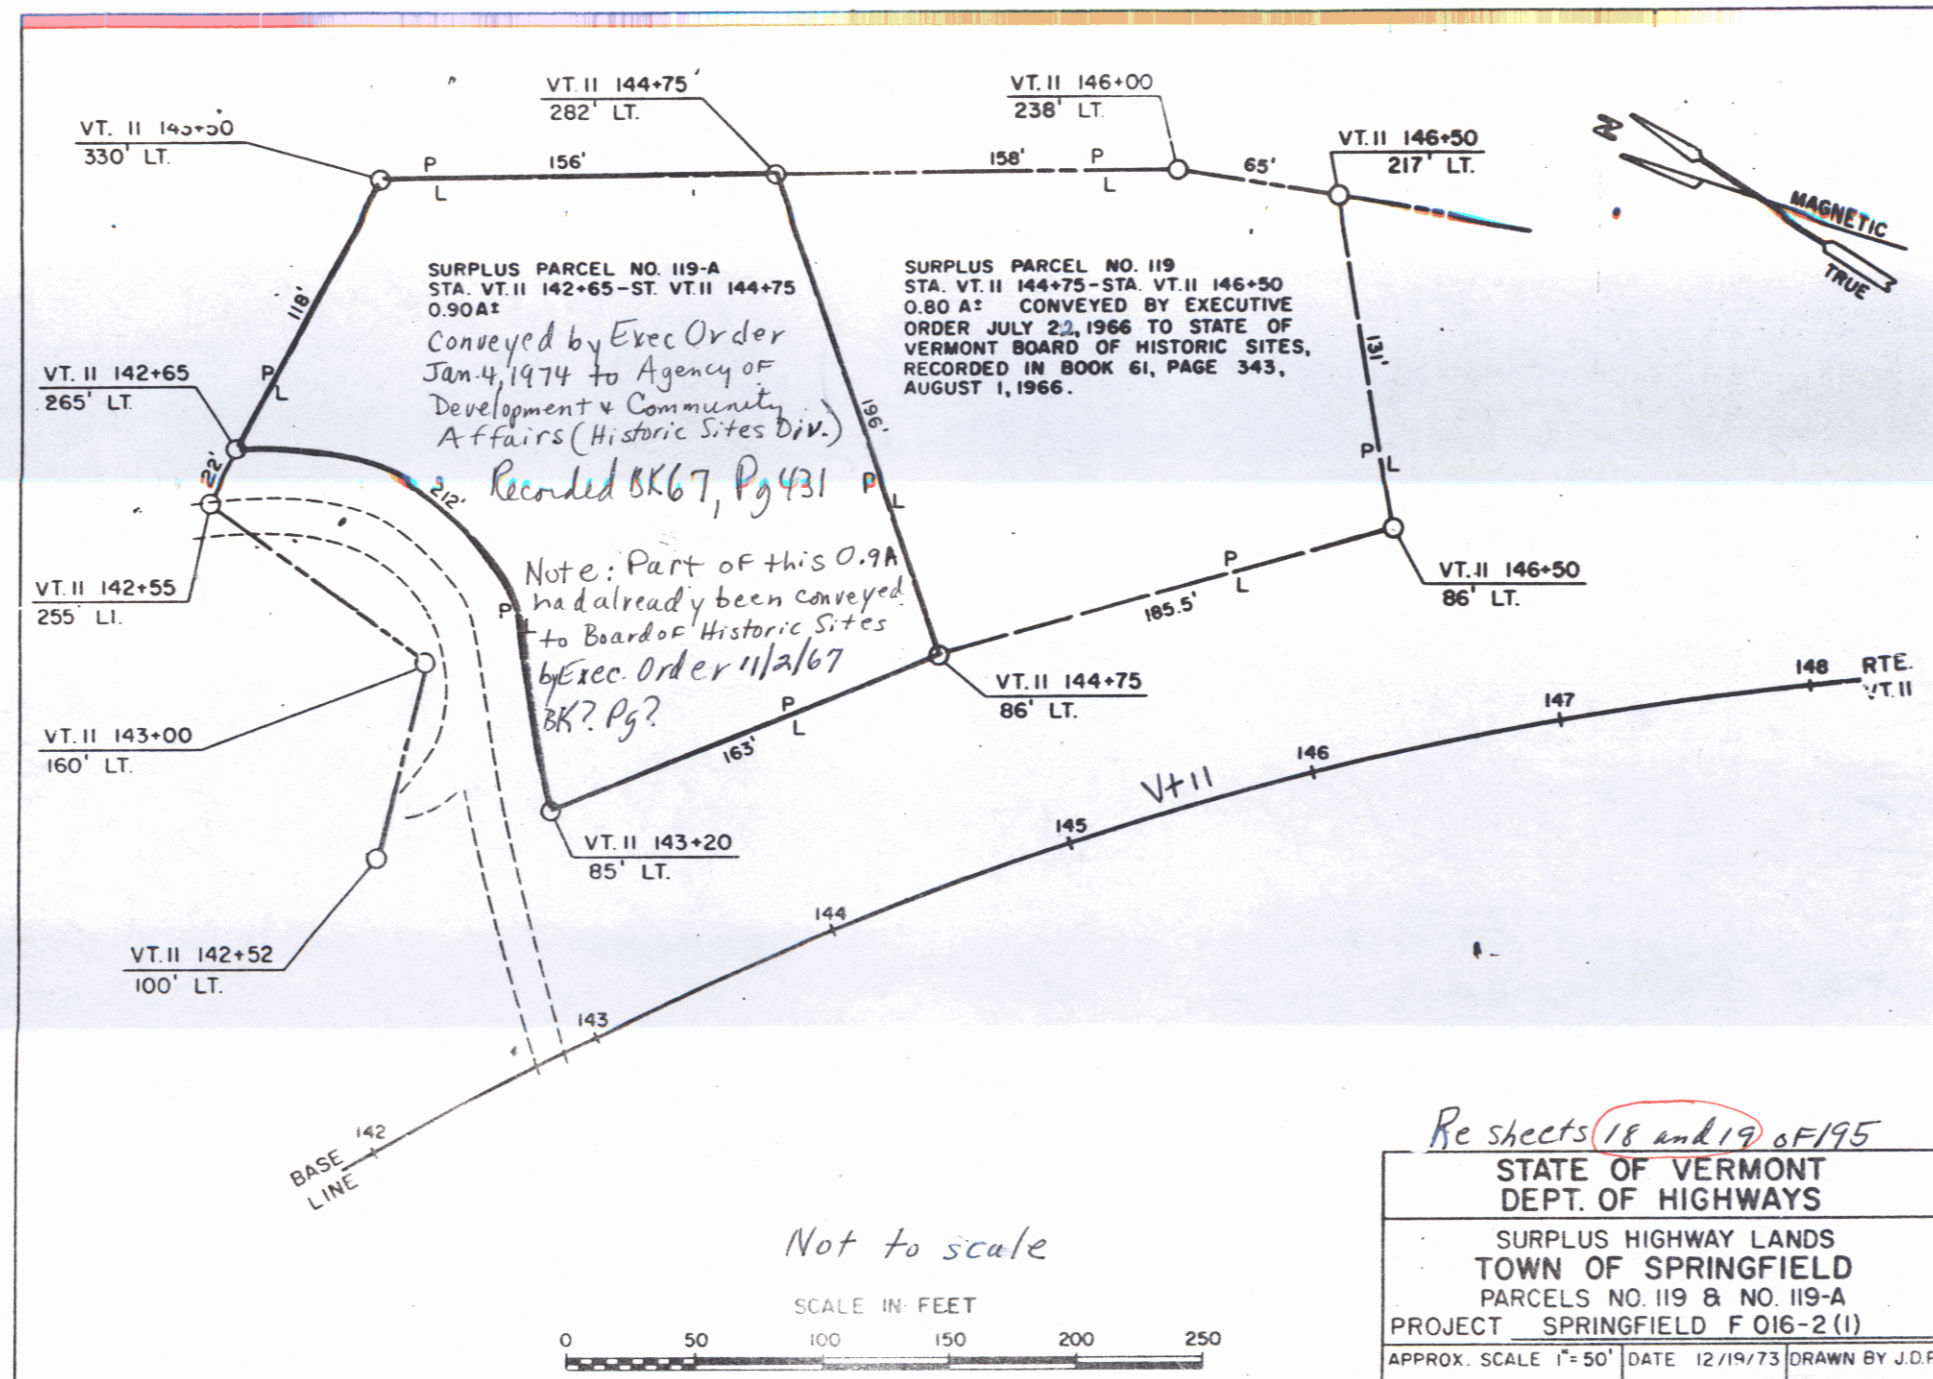 VT. II 144+75
282' LT.
VT. II 146+00
238' LT.
VT. II 143+50
330' LT.
VT. II 146+50
217' LT.
N
MAGNETIC
TRUE
P
L
156'
158'
P
L
65'
118'
P
L
SURPLUS PARCEL NO. 119-A
STA. VT. II 142+65-ST. VT. II 144+75
0.90A±
Conveyed by Exec Order
Jan. 4, 1974 to Agency of
Development & Community
Affairs (Historic Sites Div.)
Recorded BK67, Pg 431
SURPLUS PARCEL NO. 119
STA. VT. II 144+75-STA. VT. II 146+50
0.80 A± CONVEYED BY EXECUTIVE
ORDER JULY 22, 1966 TO STATE OF
VERMONT BOARD OF HISTORIC SITES,
RECORDED IN BOOK 61, PAGE 343,
AUGUST 1, 1966.
131'
P
L
196'
P
L
VT. II 142+65
265' LT.
22'
212'
P
L
VT. II 142+55
255' LT.
Note: Part of this 0.9A
had already been conveyed
to Board of Historic Sites
by Exec. Order 11/2/67
BK? Pg?
P
L
185.5'
VT. II 146+50
86' LT.
VT. II 144+75
86' LT.
P
L
163'
VT. II 143+00
160' LT.
VT. II 143+20
85' LT.
VT. II 142+52
100' LT.
148 RTE.
VT. II
147
146
Vt 11
145
144
143
142
BASE
LINE
Not to scale
SCALE IN FEET
0 50 100 150 200 250
Re sheets 18 and 19 of 195
STATE OF VERMONT
DEPT. OF HIGHWAYS
SURPLUS HIGHWAY LANDS
TOWN OF SPRINGFIELD
PARCELS NO. 119 & NO. 119-A
PROJECT SPRINGFIELD F 016-2 (1)
APPROX. SCALE 1"=50' DATE 12/19/73 DRAWN BY J.D.P